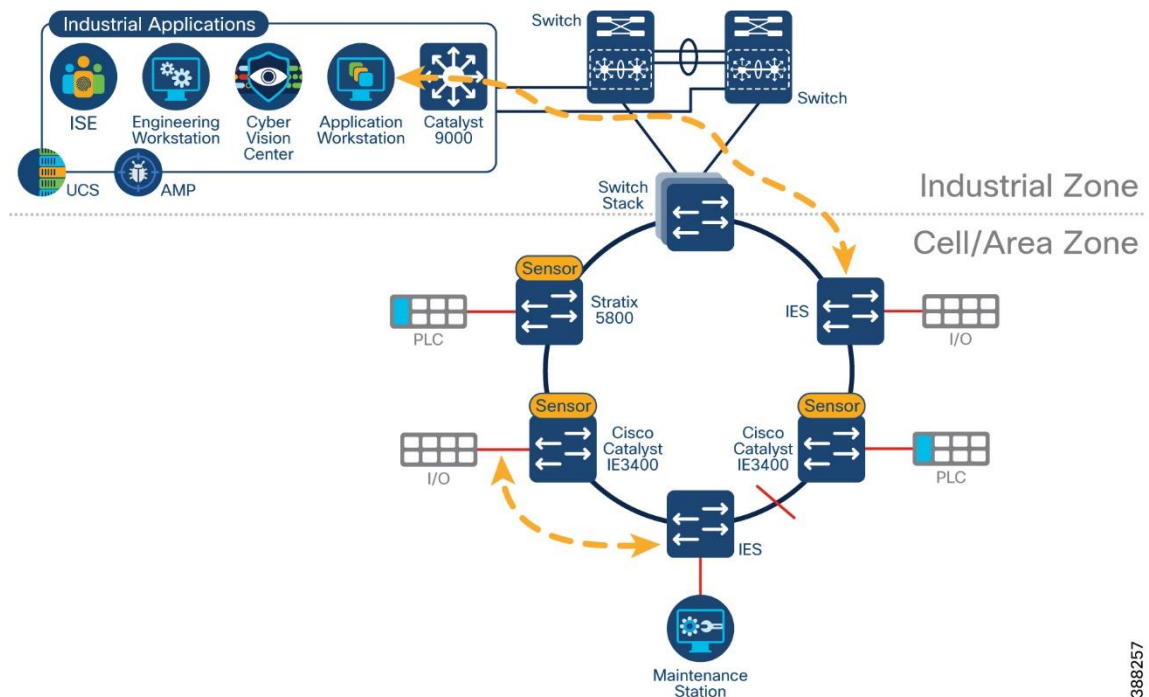 Industrial Applications
ISE
Engineering
Workstation
Cyber
Vision
Center
Application
Workstation
Catalyst
9000
UCS
AMP
Switch
Switch
Switch
Stack
Industrial Zone
Cell/Area Zone
Sensor
Stratix
5800
PLC
IES
I/O
Sensor
Cisco
Catalyst
IE3400
I/O
Sensor
Cisco
Catalyst
IE3400
PLC
IES
Maintenance
Station
388257